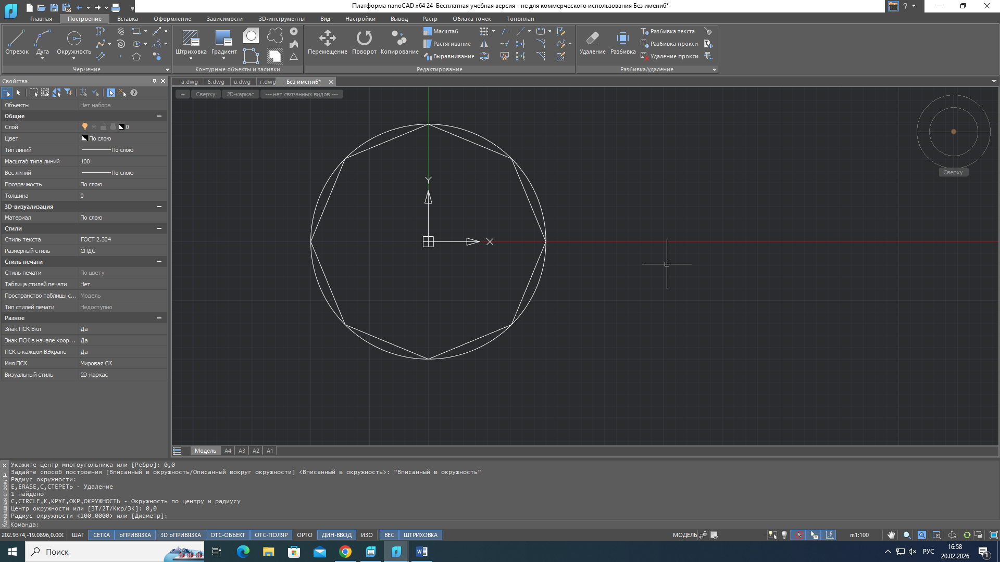 Платформа nanoCAD x64 24 Бесплатная учебная версия - не для коммерческого использования Без имени6*
Главная Построение Вставка Оформление Зависимости 3D-инструменты Вид Настройки Вывод Растр Облака точек Топоплан
Отрезок Дуга Окружность
Черчение
Штриховка Градиент
Контурные объекты и заливки
Перемещение Поворот Копирование
Масштаб
Растягивание
Выравнивание
Редактирование
Удаление Разбивка
Разбивка текста
Разбивка прокси
Удаление прокси
Разбивка/удаление
Свойства
а.dwg б.dwg в.dwg г.dwg Без имени6*
+ Сверху 2D-каркас --- нет связанных видов ---
Объекты Нет набора
Общие
Слой 0
Цвет По слою
Тип линий По слою
Масштаб типа линий 100
Вес линий По слою
Прозрачность По слою
Толщина 0
3D-визуализация
Материал По слою
Стили
Стиль текста ГОСТ 2.304
Размерный стиль СПДС
Стиль печати
Стиль печати По цвету
Таблица стилей печати Нет
Пространство таблицы с... Модель
Тип стилей печати Недоступно
Разное
Знак ПСК Вкл Да
Знак ПСК в начале коор... Да
ПСК в каждом ВЭкране Да
Имя ПСК Мировая СК
Визуальный стиль 2D-каркас
Y
X
Сверху
Модель A4 A3 A2 A1
Командная строка
Укажите центр многоугольника или [Ребро]: 0,0
Задайте способ построения [Вписанный в окружность/Описанный вокруг окружности] <Вписанный в окружность>: "Вписанный в окружность"
Радиус окружности:
E,ERASE,С,СТЕРЕТЬ - Удаление
1 найдено
C,CIRCLE,К,КРУГ,ОКР,ОКРУЖНОСТЬ - Окружность по центру и радиусу
Центр окружности или [3Т/2Т/Ккр/3К]: 0,0
Радиус окружности <100.0000> или [Диаметр]:
Команда:
202.9374,-19.0896,0.000 ШАГ СЕТКА оПРИВЯЗКА 3D оПРИВЯЗКА ОТС-ОБЪЕКТ ОТС-ПОЛЯР ОРТО ДИН-ВВОД ИЗО ВЕС ШТРИХОВКА МОДЕЛЬ m1:100
Поиск
РУС
16:58
20.02.2026
1